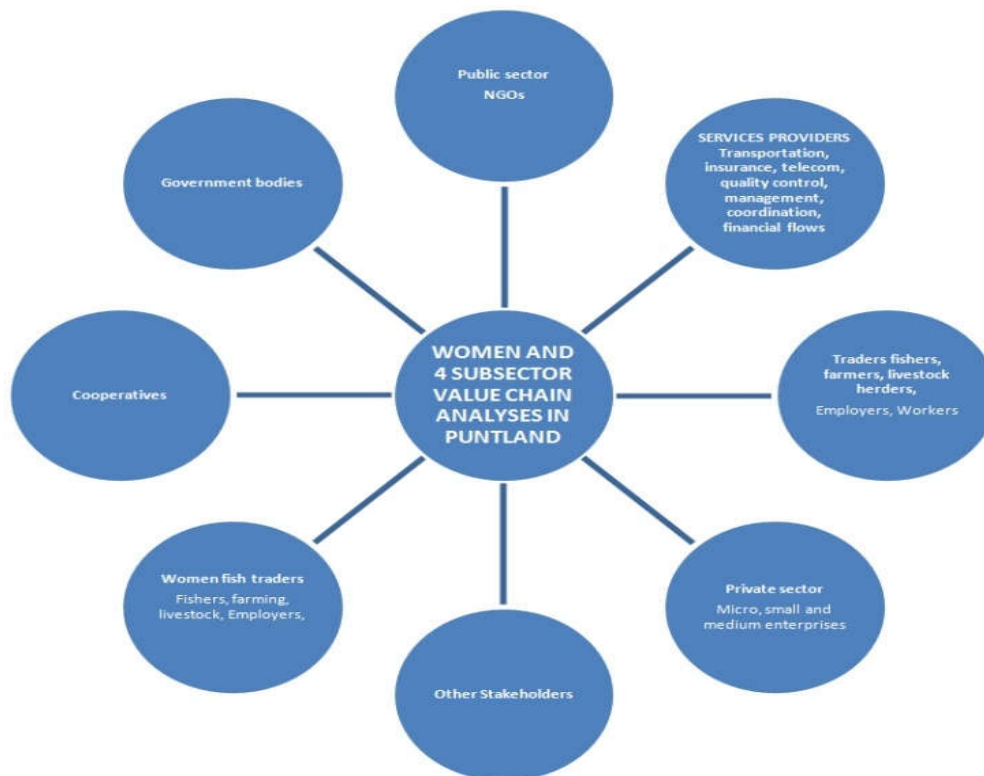 Public sector
NGOs
SERVICES PROVIDERS
Transportation,
insurance, telecom,
quality control,
management,
coordination,
financial flows
Government bodies
WOMEN AND
4 SUBSECTOR
VALUE CHAIN
ANALYSES IN
PUNTLAND
Traders fishers,
farmers, livestock
herders,
Employers, Workers
Cooperatives
Women fish traders
Fishers, farming,
livestock, Employers,
Private sector
Micro, small and
medium enterprises
Other Stakeholders